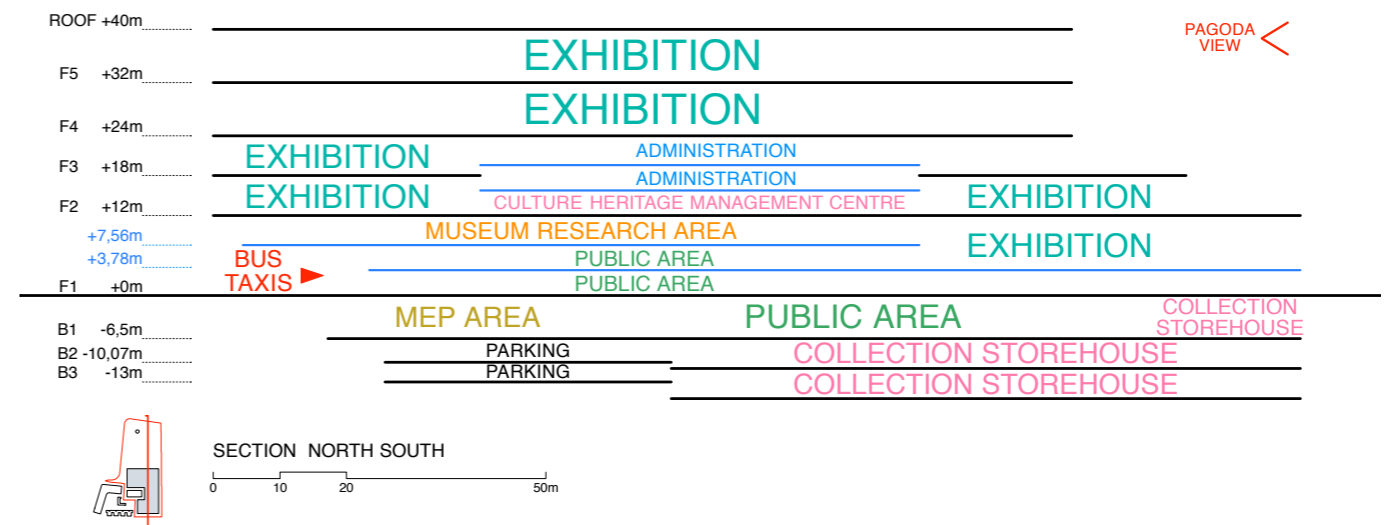 ROOF +40m
PAGODA
VIEW
EXHIBITION
F5 +32m
EXHIBITION
F4 +24m
EXHIBITION
ADMINISTRATION
F3 +18m
ADMINISTRATION
EXHIBITION
CULTURE HERITAGE MANAGEMENT CENTRE
EXHIBITION
F2 +12m
+7,56m
MUSEUM RESEARCH AREA
EXHIBITION
+3,78m
BUS
TAXIS
PUBLIC AREA
PUBLIC AREA
F1 +0m
MEP AREA
PUBLIC AREA
COLLECTION
STOREHOUSE
B1 -6,5m
PARKING
COLLECTION STOREHOUSE
B2 -10,07m
PARKING
COLLECTION STOREHOUSE
B3 -13m
SECTION NORTH SOUTH
0 10 20 50m